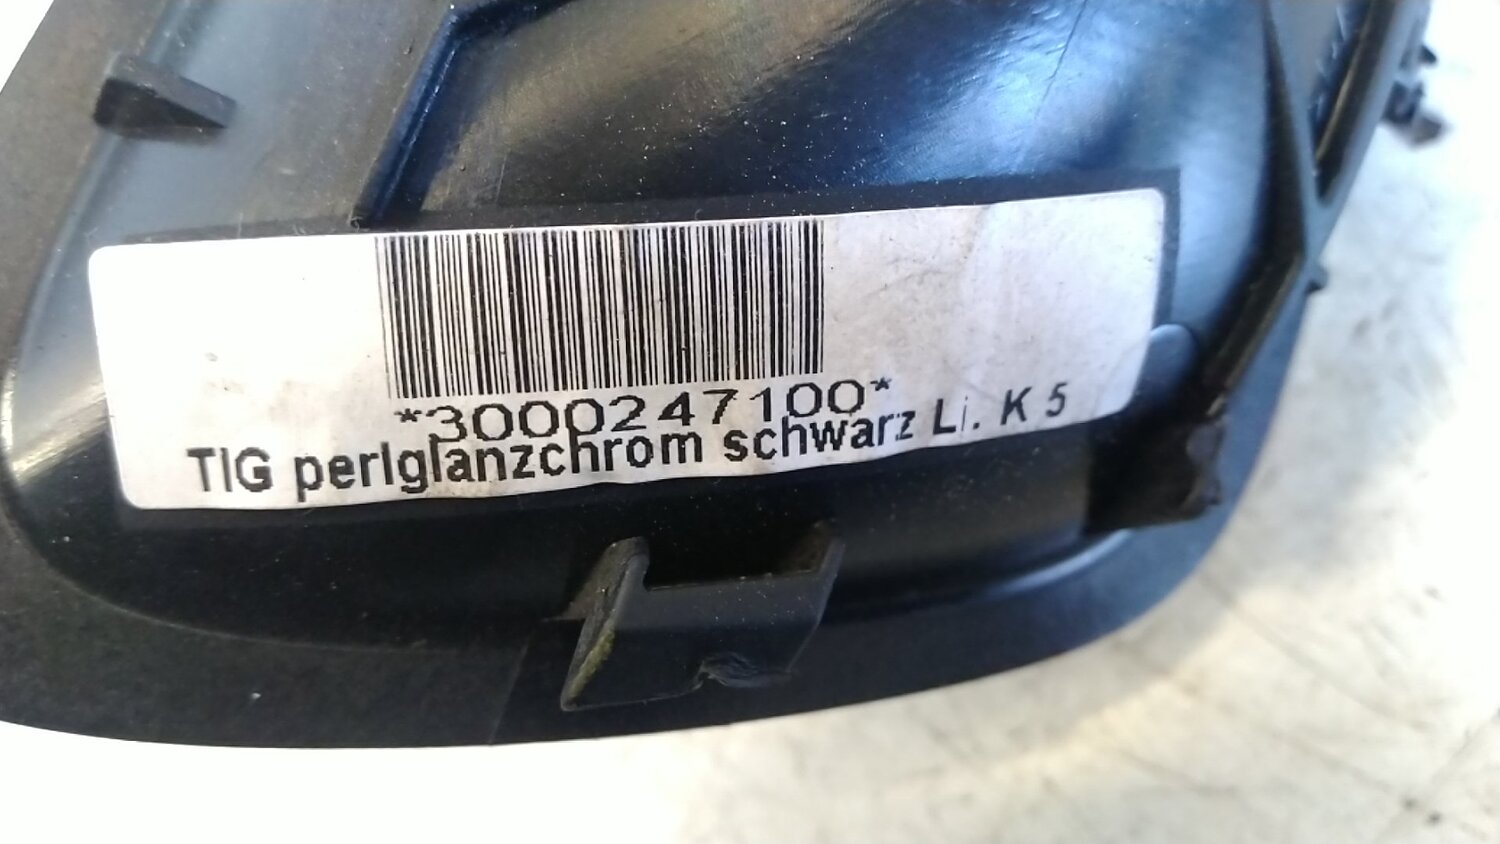 *3000247100*
TIG perlglanzchrom schwarz Li. K 5